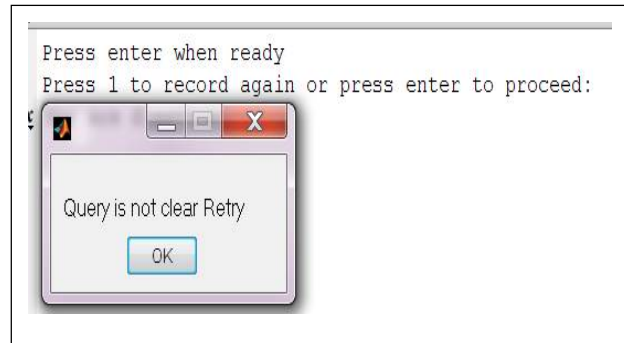 Press enter when ready
Press 1 to record again or press enter to proceed:
Query is not clear Retry
OK